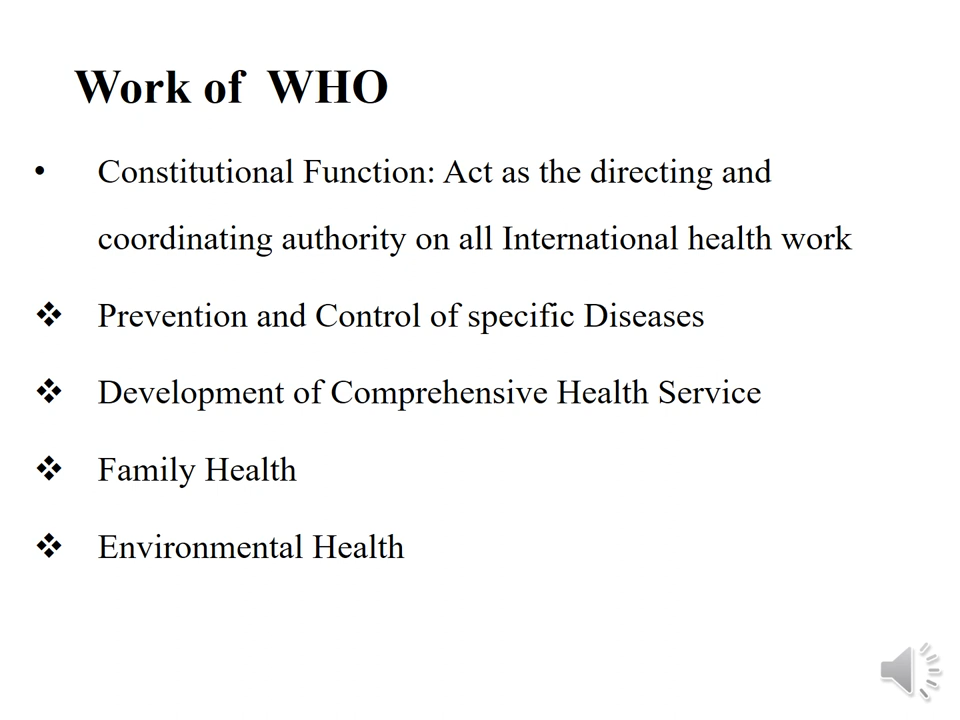 Work of  WHO
• Constitutional Function: Act as the directing and
coordinating authority on all International health work
❖ Prevention and Control of specific Diseases
❖ Development of Comprehensive Health Service
❖ Family Health
❖ Environmental Health